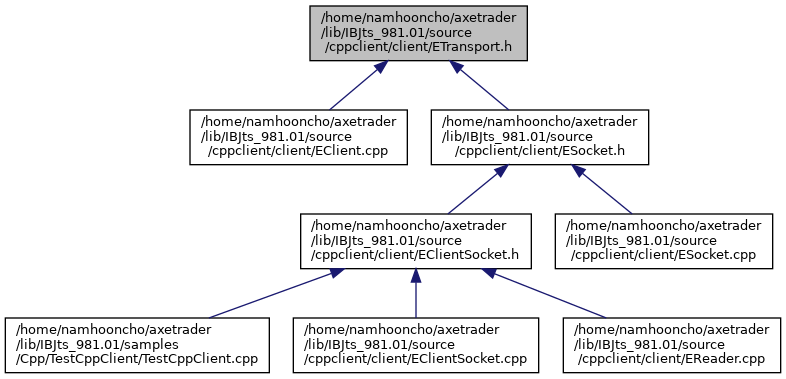 /home/namhooncho/axetrader
/lib/IBJts_981.01/source
/cppclient/client/ETransport.h
/home/namhooncho/axetrader
/lib/IBJts_981.01/source
/cppclient/client/EClient.cpp
/home/namhooncho/axetrader
/lib/IBJts_981.01/source
/cppclient/client/ESocket.h
/home/namhooncho/axetrader
/lib/IBJts_981.01/source
/cppclient/client/EClientSocket.h
/home/namhooncho/axetrader
/lib/IBJts_981.01/source
/cppclient/client/ESocket.cpp
/home/namhooncho/axetrader
/lib/IBJts_981.01/samples
/Cpp/TestCppClient/TestCppClient.cpp
/home/namhooncho/axetrader
/lib/IBJts_981.01/source
/cppclient/client/EClientSocket.cpp
/home/namhooncho/axetrader
/lib/IBJts_981.01/source
/cppclient/client/EReader.cpp